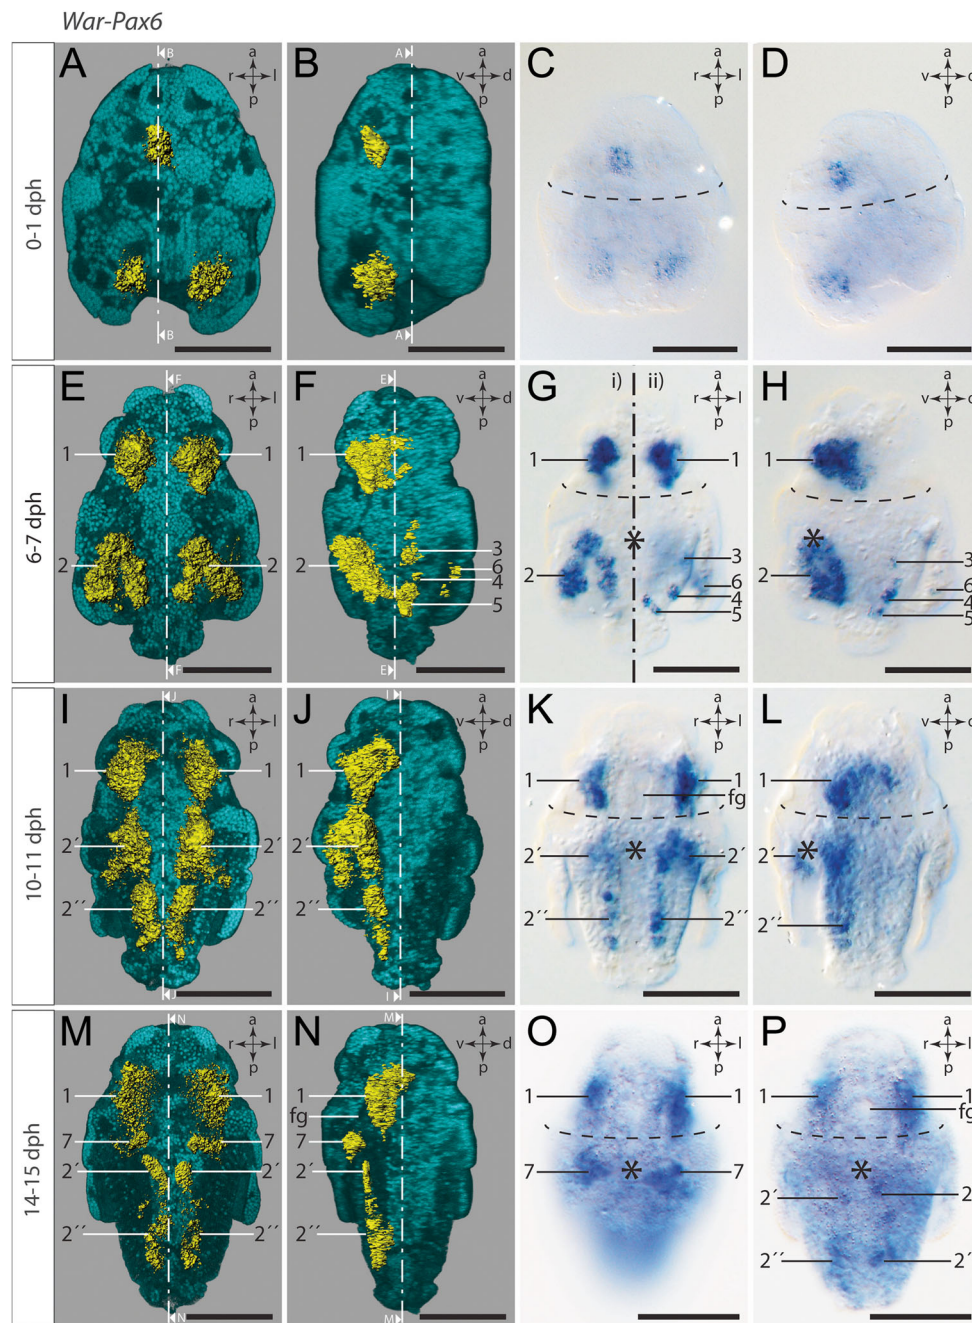 War-Pax6
0-1 dph
A
B
B
a
r l
p
B
A
A
a
v d
p
C
a
r l
p
D
a
v d
p
6-7 dph
E
F
F
a
r l
p
1 1
2 2
F
E
E
a
v d
p
1
2
3
6
4
5
G
i) ii)
a
r l
p
1 1
*
2
3
6
4
5
H
a
v d
p
1
*
2
3
6
4
5
10-11 dph
I
J
J
a
r l
p
1 1
2´ 2´
2´´ 2´´
J
I
I
a
v d
p
1
2´
2´´
K
a
r l
p
1 1
fg
*
2´ 2´
2´´ 2´´
L
a
v d
p
1
*
2´
2´´
14-15 dph
M
N
N
a
r l
p
1 1
7 7
2´ 2´
2´´ 2´´
N
M
M
a
v d
p
1
fg
7
2´
2´´
O
a
r l
p
1 1
*
7 7
P
a
r l
p
1 1
fg
*
2´ 2
2´´ 2´